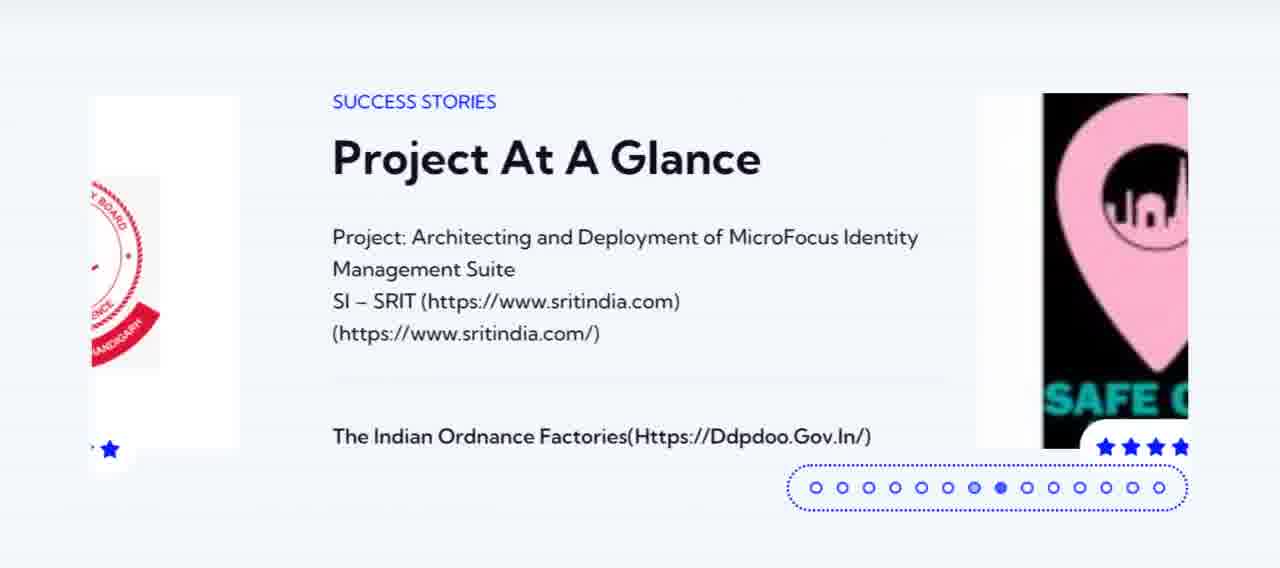 SUCCESS STORIES
Project At A Glance
Project: Architecting and Deployment of MicroFocus Identity
Management Suite
SI – SRIT (https://www.sritindia.com)
(https://www.sritindia.com/)
The Indian Ordnance Factories(Https://Ddpdoo.Gov.In/)
BOARD
SAFE